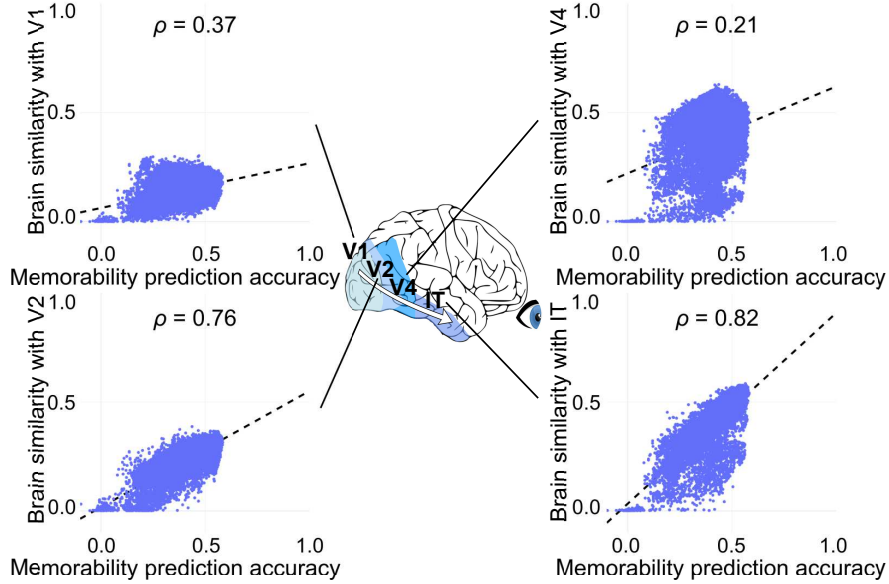 Brain similarity with V1
1.0
0.5
0.0
ρ = 0.37
0.0
0.5
1.0
Memorability prediction accuracy
Brain similarity with V4
1.0
0.5
0.0
ρ = 0.21
0.0
0.5
1.0
Memorability prediction accuracy
V1
V2
V4
IT
Brain similarity with V2
1.0
0.5
0.0
ρ = 0.76
0.0
0.5
1.0
Memorability prediction accuracy
Brain similarity with IT
1.0
0.5
0.0
ρ = 0.82
0.0
0.5
1.0
Memorability prediction accuracy